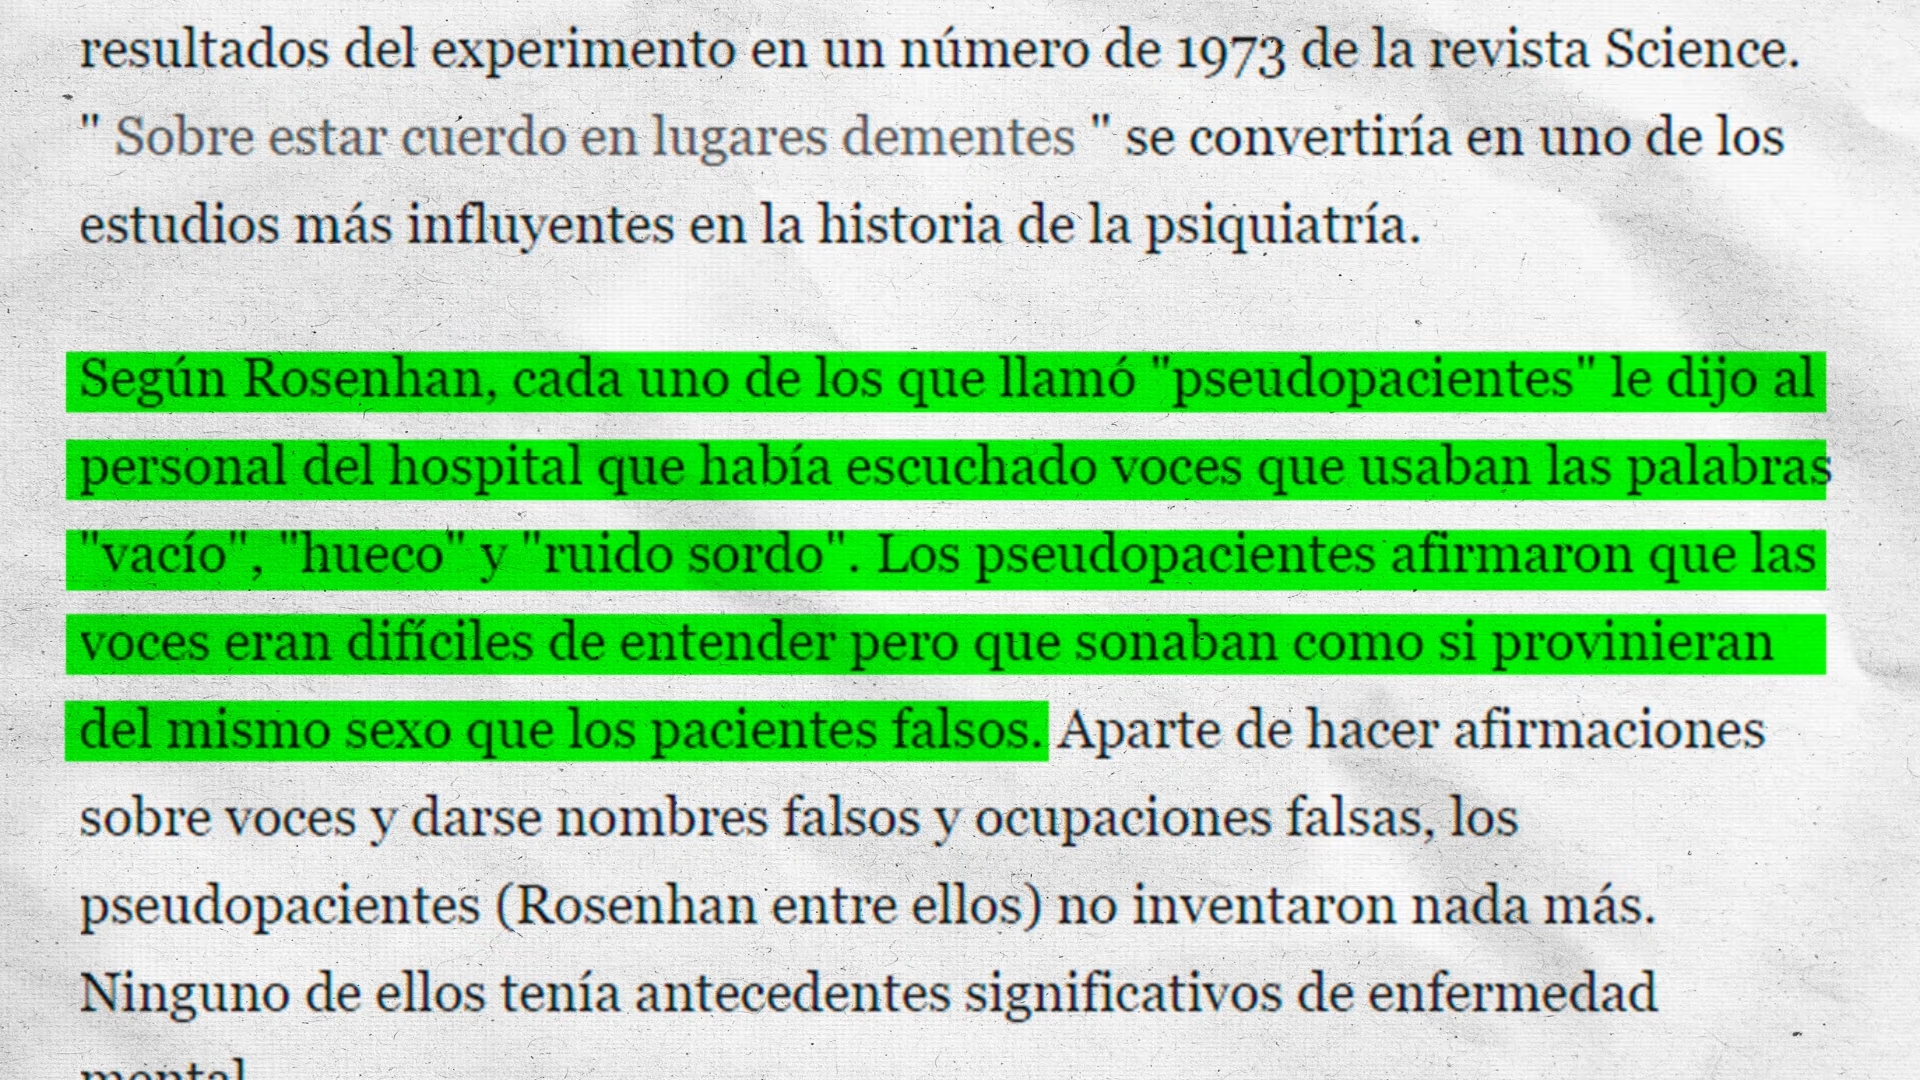 resultados del experimento en un número de 1973 de la revista Science.
" Sobre estar cuerdo en lugares dementes " se convertiría en uno de los
estudios más influyentes en la historia de la psiquiatría.
Según Rosenhan, cada uno de los que llamó "pseudopacientes" le dijo al
personal del hospital que había escuchado voces que usaban las palabras
"vacío", "hueco" y "ruido sordo". Los pseudopacientes afirmaron que las
voces eran difíciles de entender pero que sonaban como si provinieran
del mismo sexo que los pacientes falsos. Aparte de hacer afirmaciones
sobre voces y darse nombres falsos y ocupaciones falsas, los
pseudopacientes (Rosenhan entre ellos) no inventaron nada más.
Ninguno de ellos tenía antecedentes significativos de enfermedad
mental